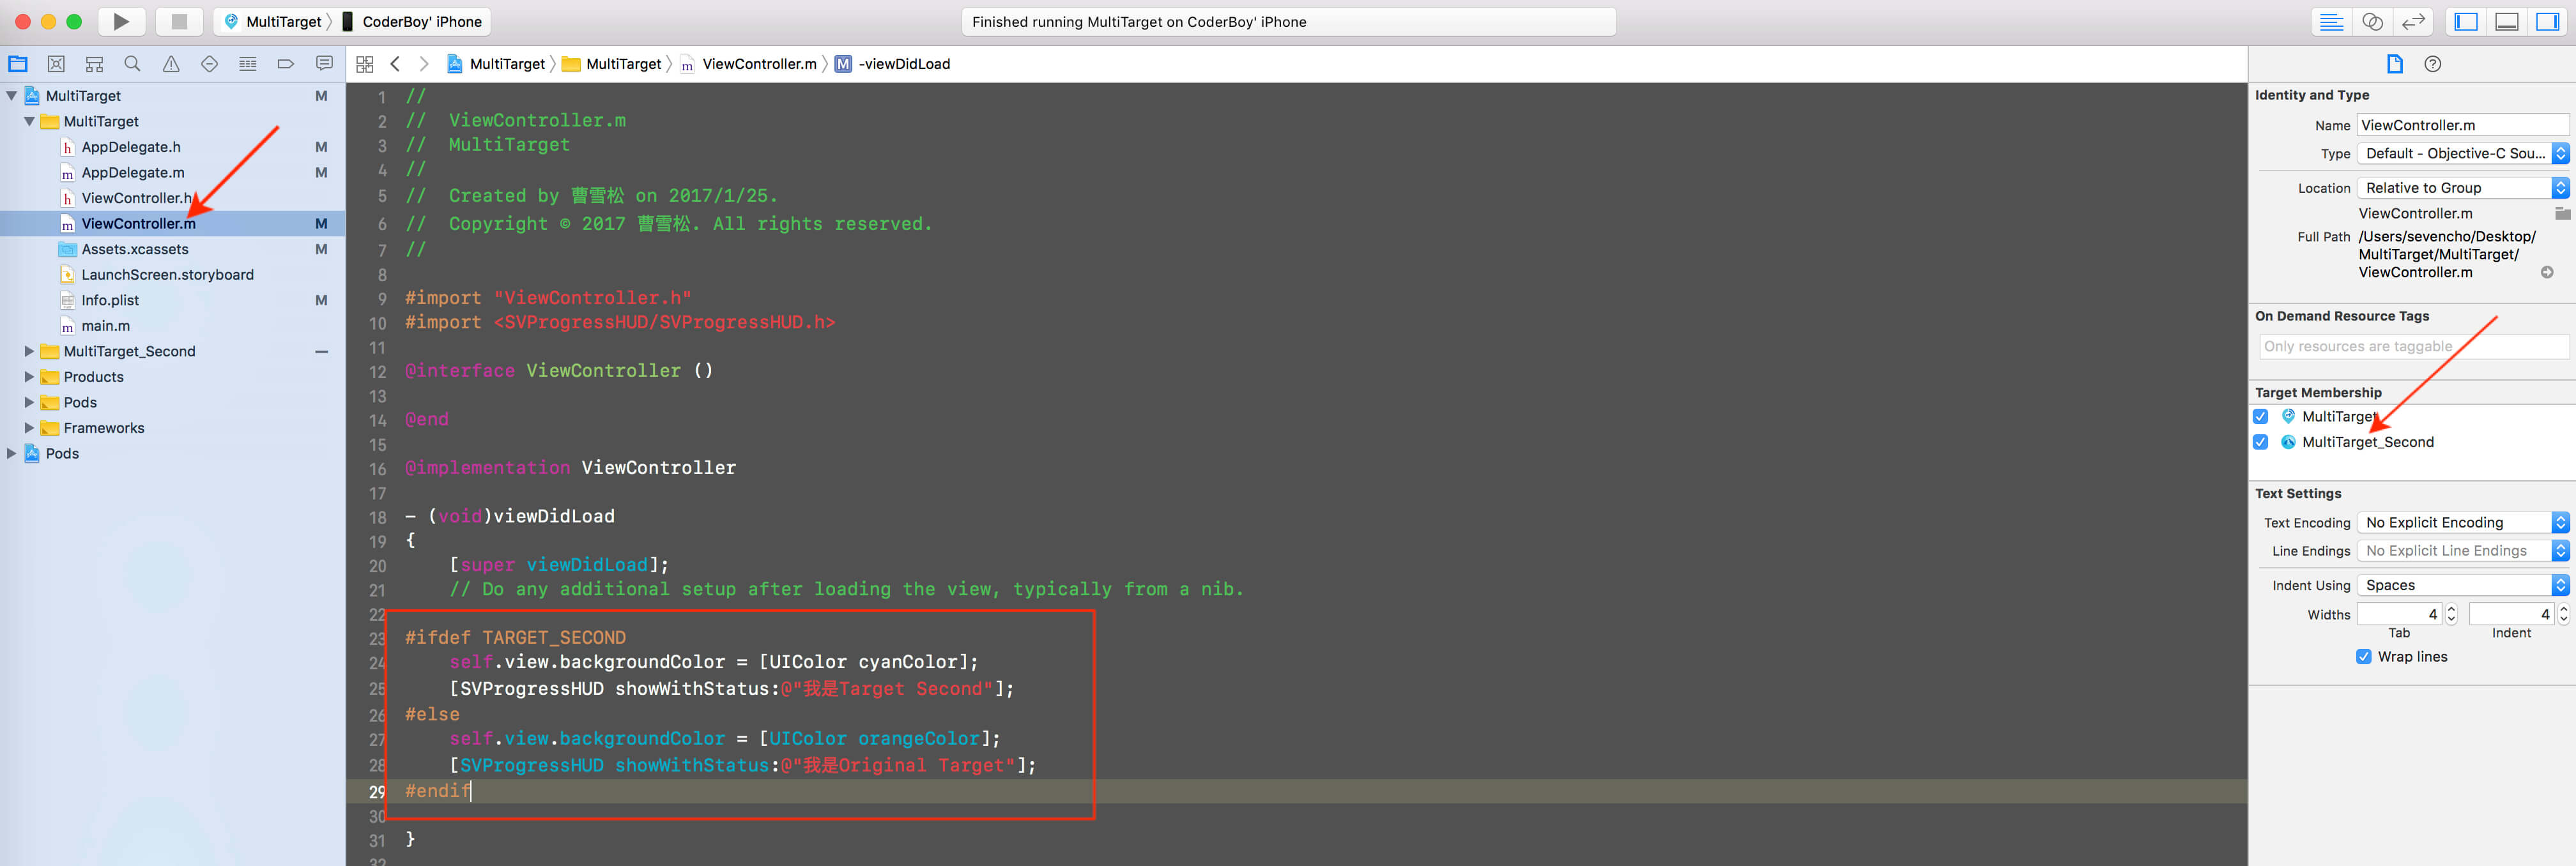 MultiTarget CoderBoy' iPhone
Finished running MultiTarget on CoderBoy' iPhone
MultiTarget MultiTarget ViewController.m M -viewDidLoad
MultiTarget M
MultiTarget
h AppDelegate.h M
m AppDelegate.m M
h ViewController.h
m ViewController.m M
Assets.xcassets M
LaunchScreen.storyboard
Info.plist M
m main.m
MultiTarget_Second
Products
Pods
Frameworks
Pods
1 //
2 //  ViewController.m
3 //  MultiTarget
4 //
5 //  Created by 曹雪松 on 2017/1/25.
6 //  Copyright © 2017 曹雪松. All rights reserved.
7 //
8
9 #import "ViewController.h"
10 #import <SVProgressHUD/SVProgressHUD.h>
11
12 @interface ViewController ()
13
14 @end
15
16 @implementation ViewController
17
18 - (void)viewDidLoad
19 {
20     [super viewDidLoad];
21     // Do any additional setup after loading the view, typically from a nib.
22
23 #ifdef TARGET_SECOND
24     self.view.backgroundColor = [UIColor cyanColor];
25     [SVProgressHUD showWithStatus:@"我是Target Second"];
26 #else
27     self.view.backgroundColor = [UIColor orangeColor];
28     [SVProgressHUD showWithStatus:@"我是Original Target"];
29 #endif
30
31 }
32
Identity and Type
Name ViewController.m
Type Default - Objective-C Sou...
Location Relative to Group
ViewController.m
Full Path /Users/sevencho/Desktop/
MultiTarget/MultiTarget/
ViewController.m
On Demand Resource Tags
Only resources are taggable
Target Membership
MultiTarget
MultiTarget_Second
Text Settings
Text Encoding No Explicit Encoding
Line Endings No Explicit Line Endings
Indent Using Spaces
Widths 4 4
Tab Indent
Wrap lines